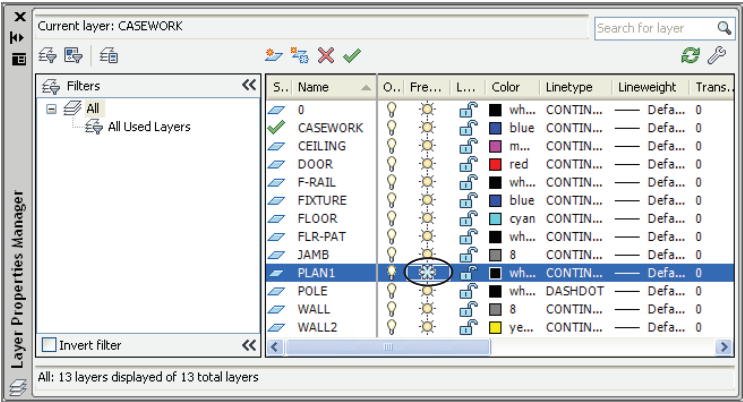 Current layer: CASEWORK
Search for layer
Filters
All
All Used Layers
Invert filter
S.. Name O.. Fre... L... Color Linetype Lineweight Trans..
0 wh... CONTIN... Defa... 0
CASEWORK blue CONTIN... Defa... 0
CEILING m... CONTIN... Defa... 0
DOOR red CONTIN... Defa... 0
F-RAIL wh... CONTIN... Defa... 0
FIXTURE blue CONTIN... Defa... 0
FLOOR cyan CONTIN... Defa... 0
FLR-PAT wh... CONTIN... Defa... 0
JAMB 8 CONTIN... Defa... 0
PLAN1 wh... CONTIN... Defa... 0
POLE wh... DASHDOT Defa... 0
WALL 8 CONTIN... Defa... 0
WALL2 ye... CONTIN... Defa... 0
All: 13 layers displayed of 13 total layers
Layer Properties Manager